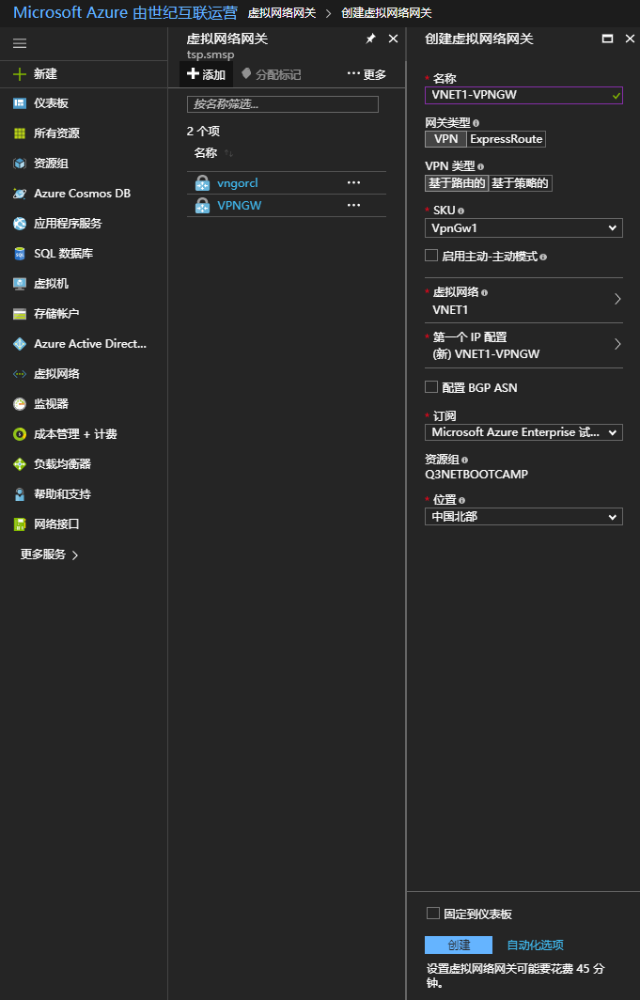 Microsoft Azure 由世纪互联运营 虚拟网络网关 > 创建虚拟网络网关
新建
仪表板
所有资源
资源组
Azure Cosmos DB
应用程序服务
SQL 数据库
虚拟机
存储帐户
Azure Active Direct...
虚拟网络
监视器
成本管理 + 计费
负载均衡器
帮助和支持
网络接口
更多服务 >
虚拟网络网关
tsp.smsp
添加 分配标记 ••• 更多
按名称筛选...
2 个项
名称
vngorcl •••
VPNGW •••
创建虚拟网络网关
* 名称
VNET1-VPNGW
网关类型
VPN ExpressRoute
VPN 类型
基于路由的 基于策略的
* SKU
VpnGw1
启用主动-主动模式
* 虚拟网络
VNET1
* 第一个 IP 配置
(新) VNET1-VPNGW
配置 BGP ASN
* 订阅
Microsoft Azure Enterprise 试...
资源组
Q3NETBOOTCAMP
* 位置
中国北部
固定到仪表板
创建 自动化选项
设置虚拟网络网关可能要花费 45 分
钟。